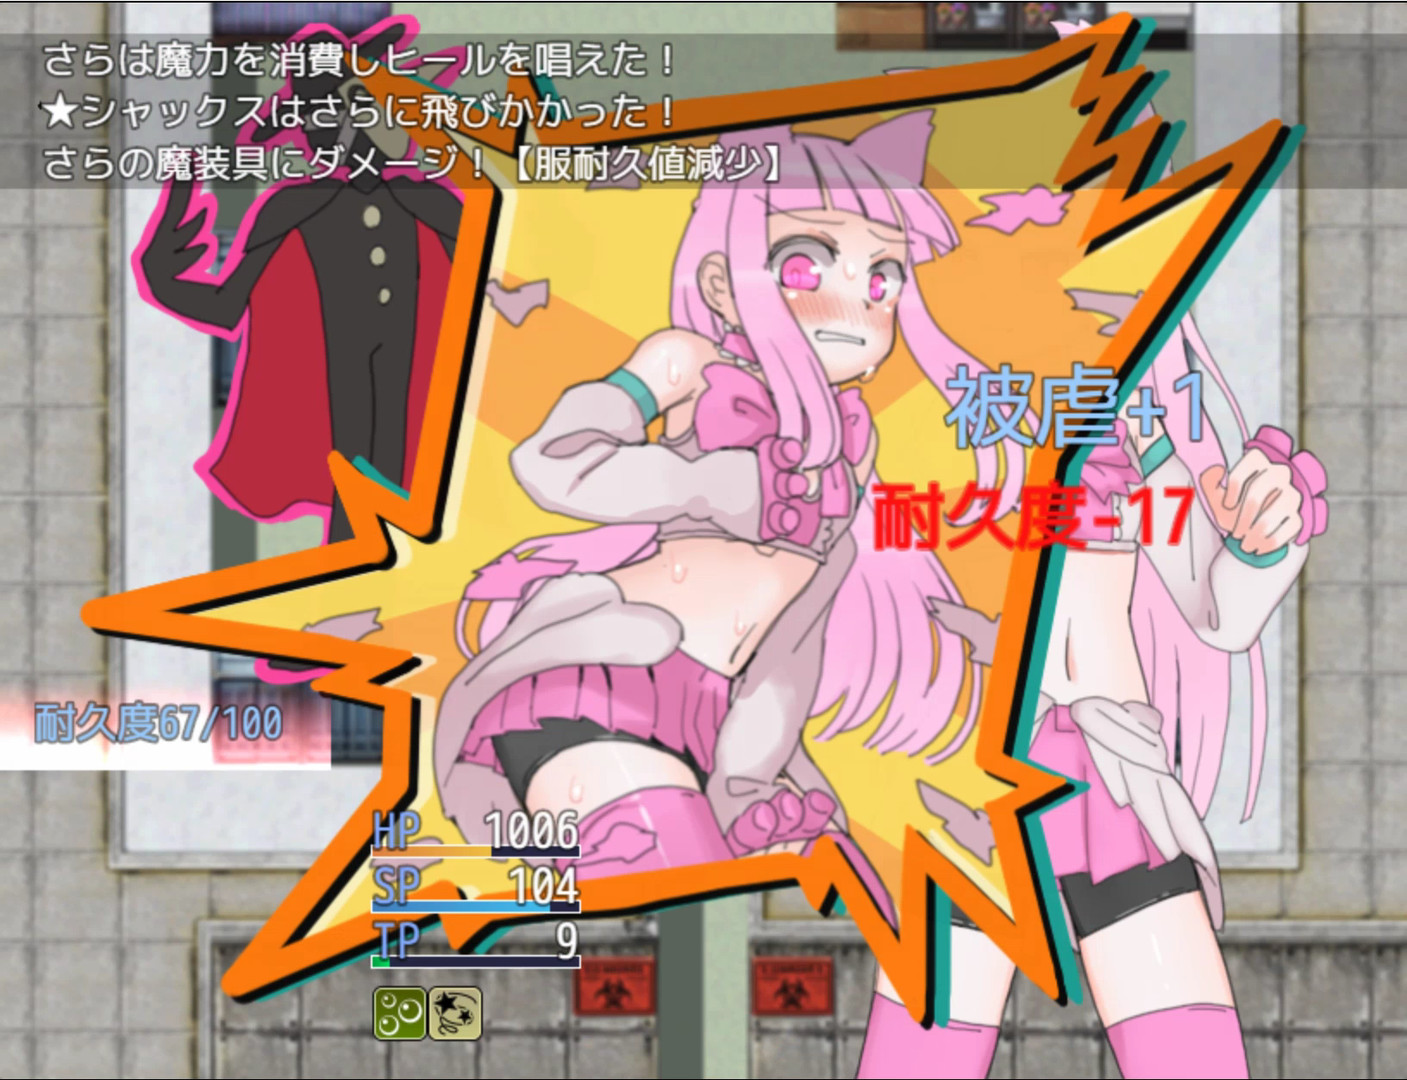 さらは魔力を消費しヒールを唱えた！
★シャックスはさらに飛びかかった！
さらの魔装具にダメージ！【服耐久値減少】
被虐+1
耐久度-17
耐久度67/100
HP 1006
SP 104
TP 9